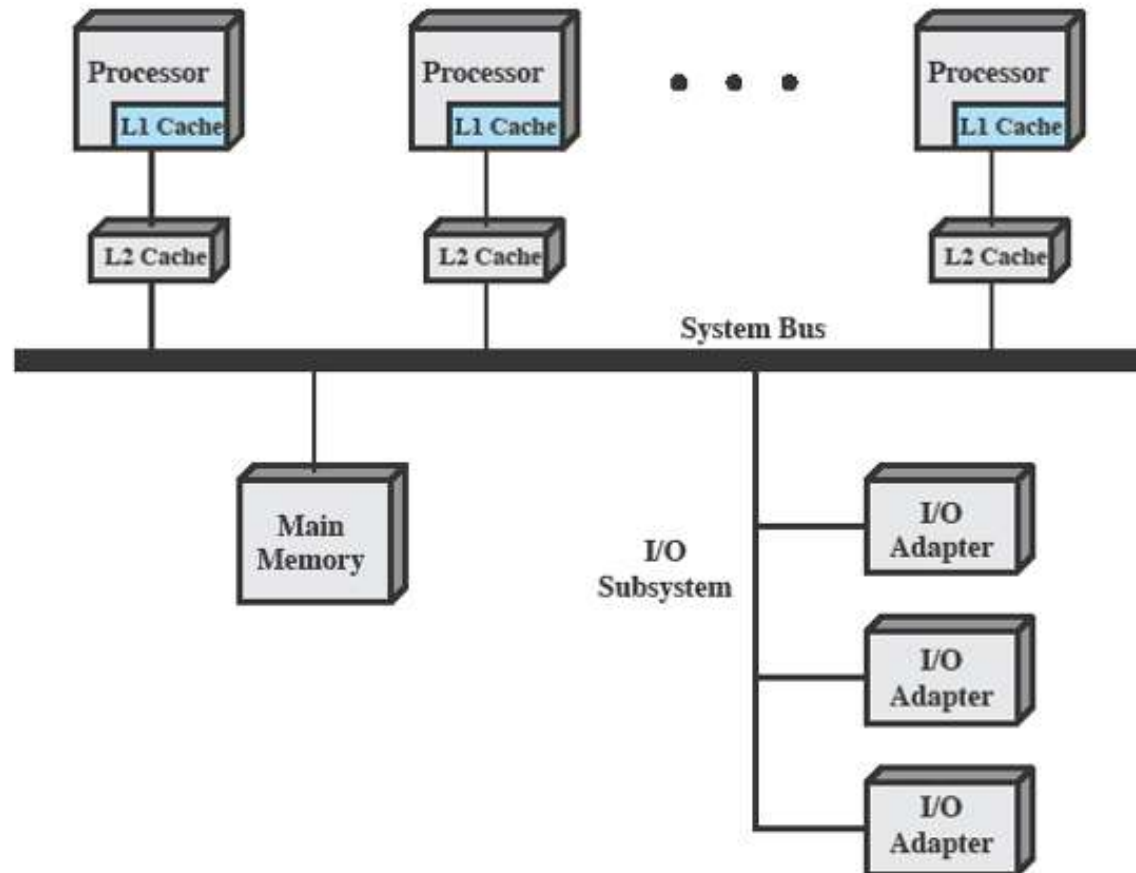 Processor
L1 Cache
L2 Cache
Processor
L1 Cache
L2 Cache
Processor
L1 Cache
L2 Cache
System Bus
Main
Memory
I/O
Subsystem
I/O
Adapter
I/O
Adapter
I/O
Adapter